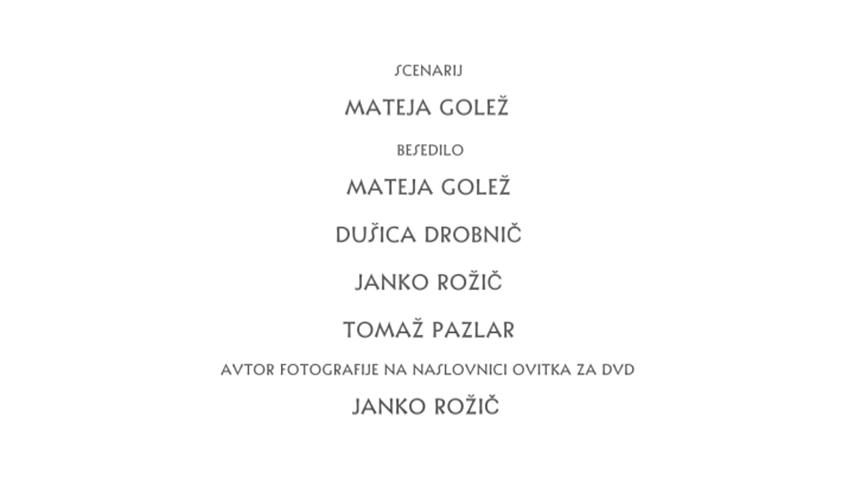 SCENARIJ
MATEJA GOLEŽ
BESEDILO
MATEJA GOLEŽ
DUŠICA DROBNIČ
JANKO ROŽIČ
TOMAŽ PAZLAR
AVTOR FOTOGRAFIJE NA NASLOVNICI OVITKA ZA DVD
JANKO ROŽIČ